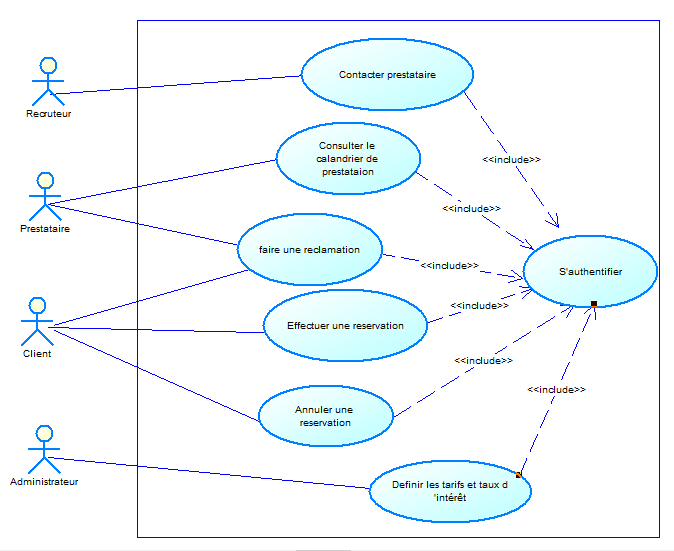 Contacter prestataire
Recruteur
Consulter le
calandrier de
prestataion
<<include>>
<<include>>
Prestataire
faire une reclamation
<<include>>
S'authentifier
Effectuer une reservation
<<include>>
Client
<<include>>
Annuler une
reservation
<<include>>
Administrateur
Definir les tarifs et taux d
'intérêt